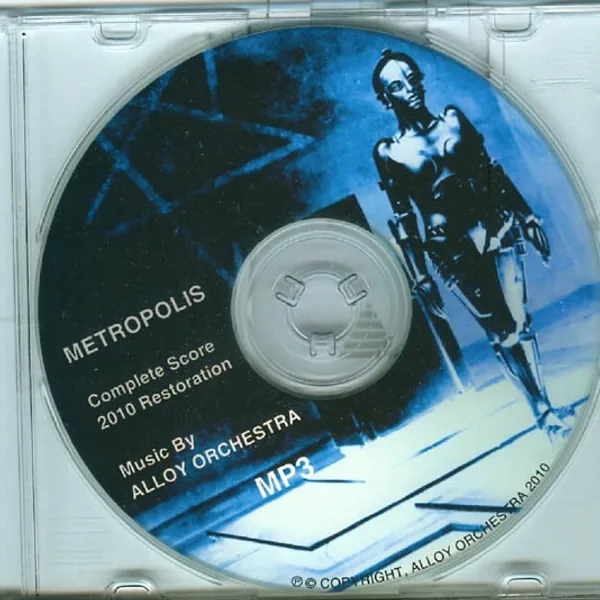 METROPOLIS
Complete Score
2010 Restoration
Music By
ALLOY ORCHESTRA
MP3
℗© COPYRIGHT, ALLOY ORCHESTRA 2010